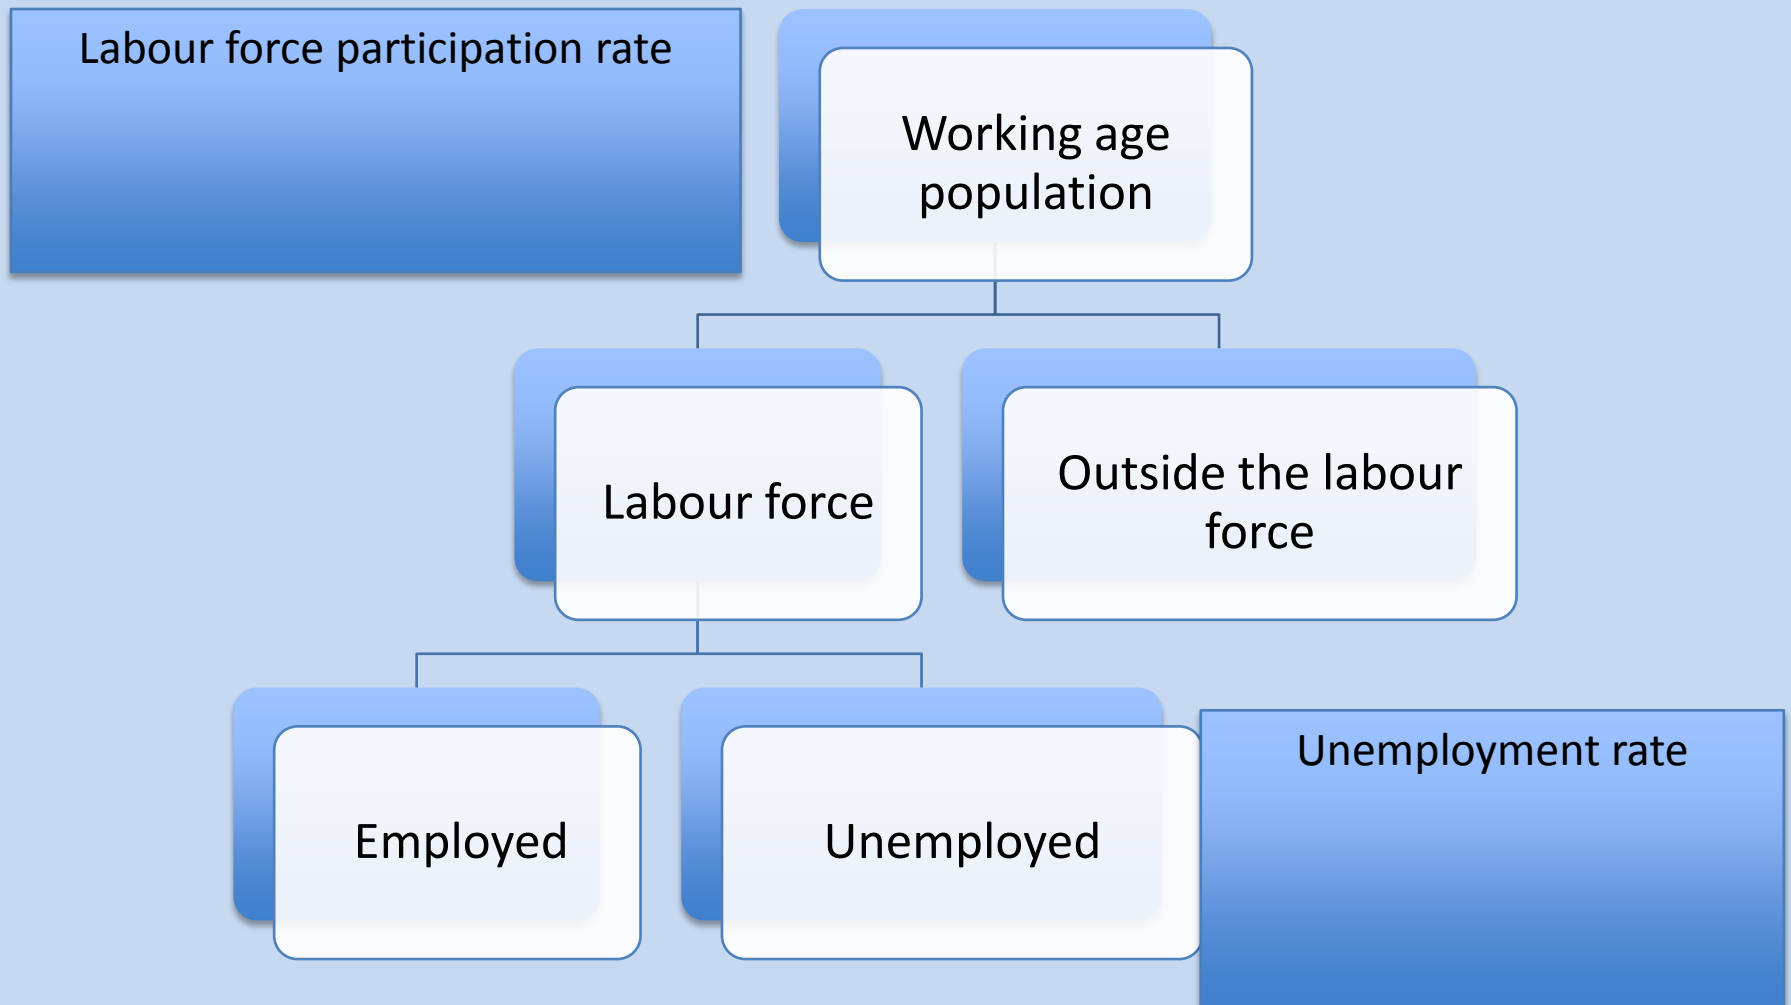 Labour force participation rate
Working age
population
Labour force
Outside the labour
force
Employed
Unemployed
Unemployment rate